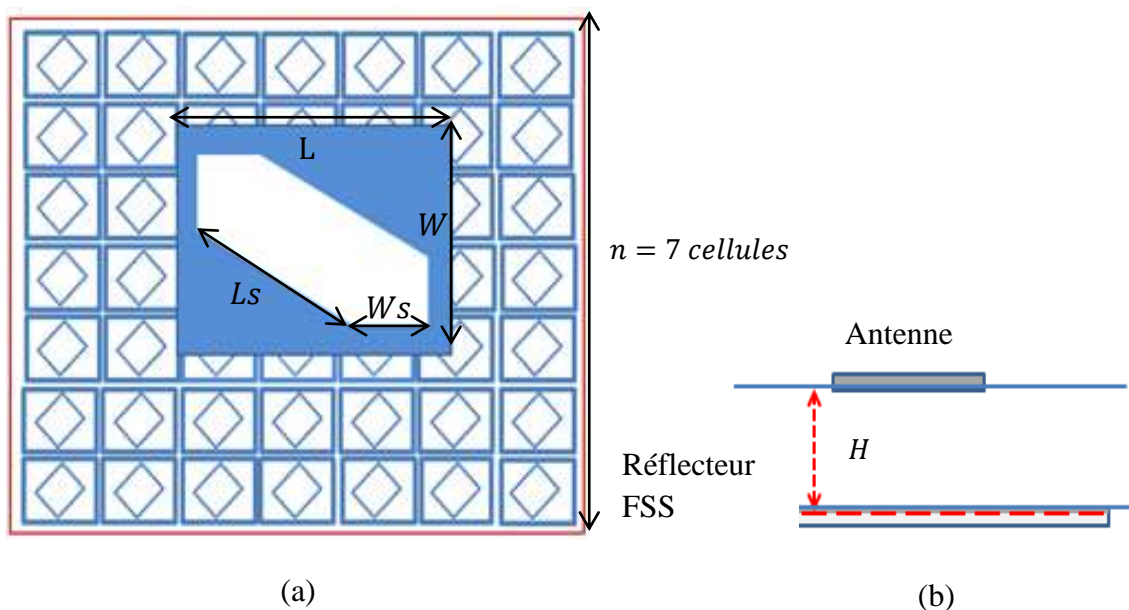 L
W
Ls
Ws
n = 7 cellules
Antenne
H
Réflecteur
FSS
(a)
(b)